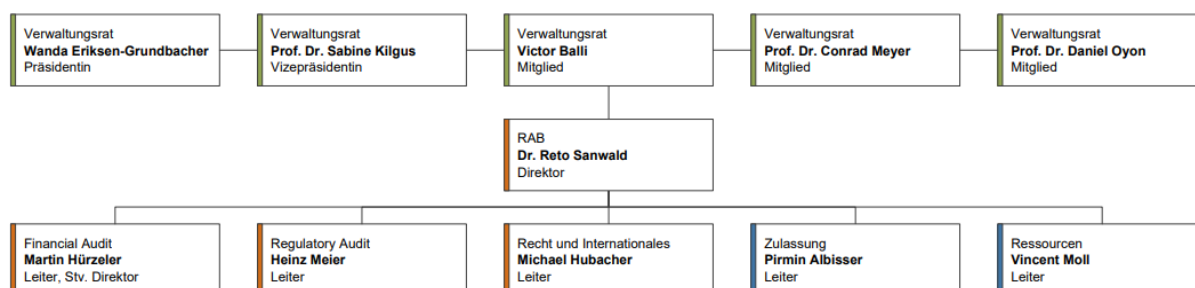 Verwaltungsrat
Wanda Eriksen-Grundbacher
Präsidentin
Verwaltungsrat
Prof. Dr. Sabine Kilgus
Vizepräsidentin
Verwaltungsrat
Victor Balli
Mitglied
Verwaltungsrat
Prof. Dr. Conrad Meyer
Mitglied
Verwaltungsrat
Prof. Dr. Daniel Oyon
Mitglied
RAB
Dr. Reto Sanwald
Direktor
Financial Audit
Martin Hürzeler
Leiter, Stv. Direktor
Regulatory Audit
Heinz Meier
Leiter
Recht und Internationales
Michael Hubacher
Leiter
Zulassung
Pirmin Albisser
Leiter
Ressourcen
Vincent Moll
Leiter